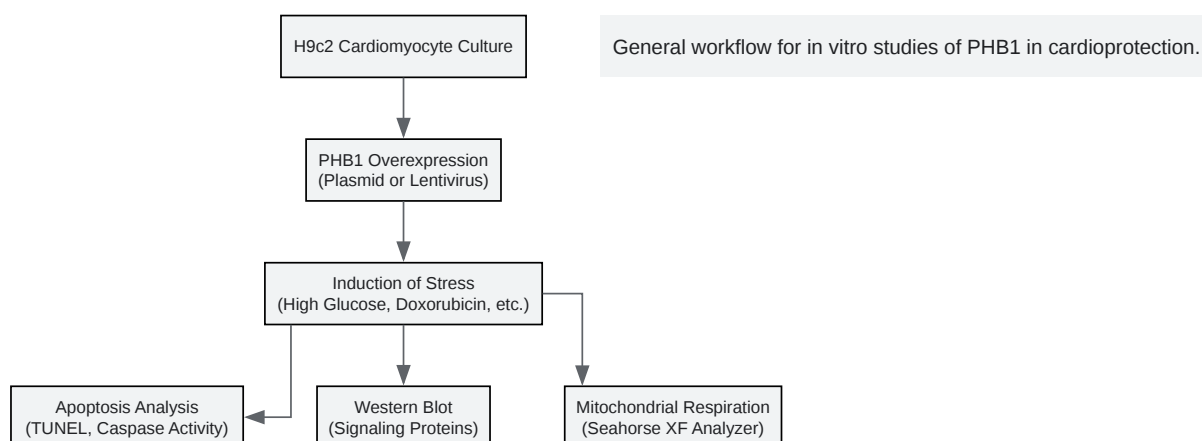 H9c2 Cardiomyocyte Culture
General workflow for in vitro studies of PHB1 in cardioprotection.
PHB1 Overexpression
(Plasmid or Lentivirus)
Induction of Stress
(High Glucose, Doxorubicin, etc.)
Apoptosis Analysis
(TUNEL, Caspase Activity)
Western Blot
(Signaling Proteins)
Mitochondrial Respiration
(Seahorse XF Analyzer)